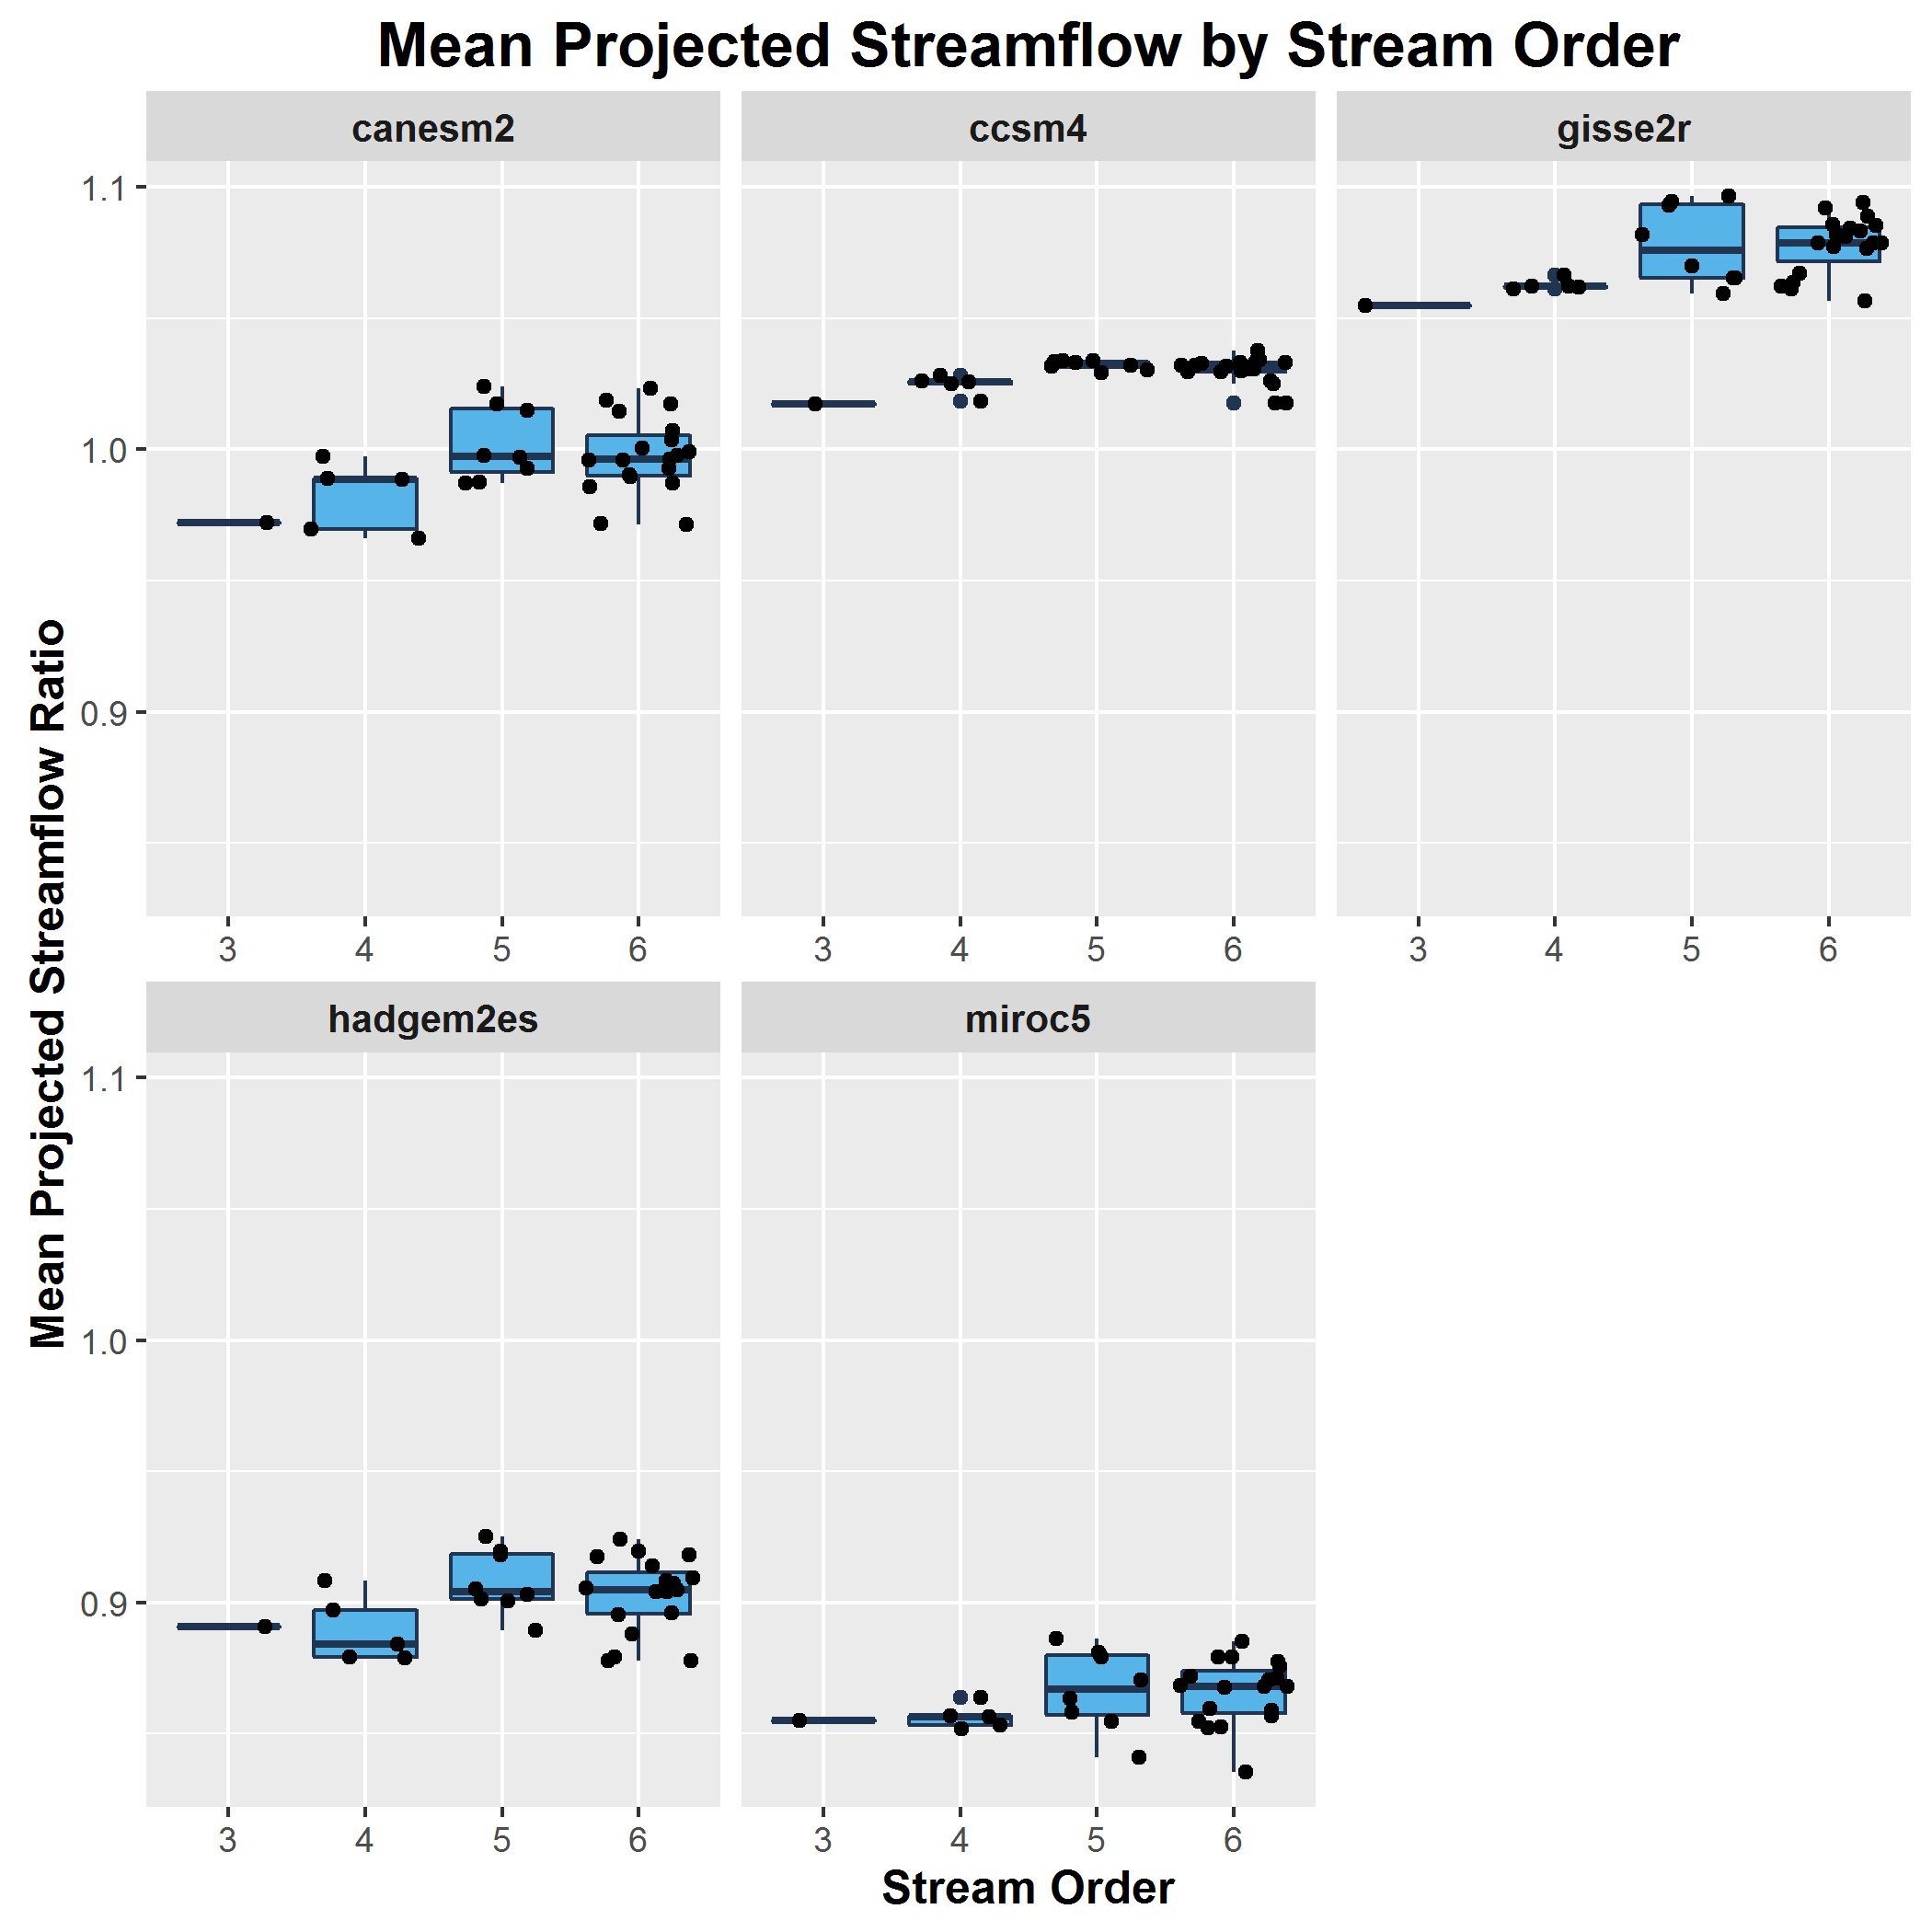 Mean Projected Streamflow by Stream Order
canesm2 ccsm4 gisse2r
1.1
1.0
0.9
3 4 5 6 3 4 5 6 3 4 5 6
Mean Projected Streamflow Ratio
hadgem2es miroc5
1.1
1.0
0.9
3 4 5 6 3 4 5 6
Stream Order